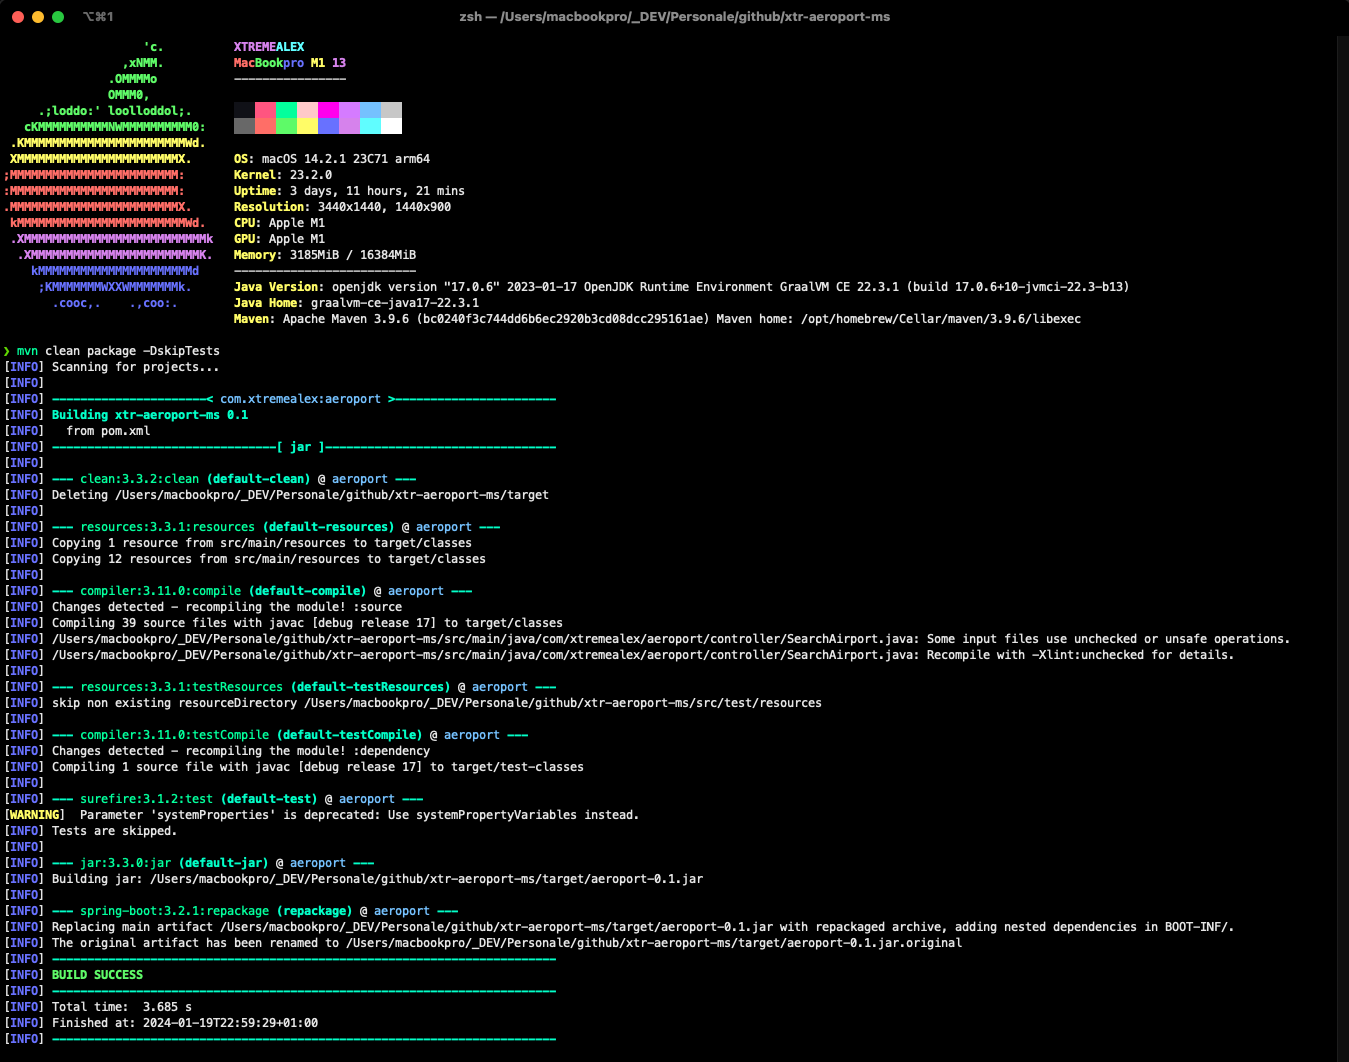 ⌥⌘1
zsh — /Users/macbookpro/_DEV/Personale/github/xtr-aeroport-ms
'c.
,xNMM.
.OMMMMo
OMMM0,
.;loddo:' loolloddol;.
cKMMMMMMMMMMNWMMMMMMMMMM0:
.KMMMMMMMMMMMMMMMMMMMMMMMWd.
XMMMMMMMMMMMMMMMMMMMMMMMX.
;MMMMMMMMMMMMMMMMMMMMMMMM:
:MMMMMMMMMMMMMMMMMMMMMMMM:
.MMMMMMMMMMMMMMMMMMMMMMMMX.
kMMMMMMMMMMMMMMMMMMMMMMMMWd.
.XMMMMMMMMMMMMMMMMMMMMMMMMMMk
.XMMMMMMMMMMMMMMMMMMMMMMMMK.
kMMMMMMMMMMMMMMMMMMMMMMd
;KMMMMMMMWXXWMMMMMMMk.
.cooc,.    .,coo:.
XTREMEALEX
MacBookpro M1 13
----------------
OS: macOS 14.2.1 23C71 arm64
Kernel: 23.2.0
Uptime: 3 days, 11 hours, 21 mins
Resolution: 3440x1440, 1440x900
CPU: Apple M1
GPU: Apple M1
Memory: 3185MiB / 16384MiB
--------------------------
Java Version: openjdk version "17.0.6" 2023-01-17 OpenJDK Runtime Environment GraalVM CE 22.3.1 (build 17.0.6+10-jvmci-22.3-b13)
Java Home: graalvm-ce-java17-22.3.1
Maven: Apache Maven 3.9.6 (bc0240f3c744dd6b6ec2920b3cd08dcc295161ae) Maven home: /opt/homebrew/Cellar/maven/3.9.6/libexec
❯ mvn clean package -DskipTests
[INFO] Scanning for projects...
[INFO]
[INFO] ----------------------< com.xtremealex:aeroport >-----------------------
[INFO] Building xtr-aeroport-ms 0.1
[INFO]   from pom.xml
[INFO] --------------------------------[ jar ]---------------------------------
[INFO]
[INFO] --- clean:3.3.2:clean (default-clean) @ aeroport ---
[INFO] Deleting /Users/macbookpro/_DEV/Personale/github/xtr-aeroport-ms/target
[INFO]
[INFO] --- resources:3.3.1:resources (default-resources) @ aeroport ---
[INFO] Copying 1 resource from src/main/resources to target/classes
[INFO] Copying 12 resources from src/main/resources to target/classes
[INFO]
[INFO] --- compiler:3.11.0:compile (default-compile) @ aeroport ---
[INFO] Changes detected - recompiling the module! :source
[INFO] Compiling 39 source files with javac [debug release 17] to target/classes
[INFO] /Users/macbookpro/_DEV/Personale/github/xtr-aeroport-ms/src/main/java/com/xtremealex/aeroport/controller/SearchAirport.java: Some input files use unchecked or unsafe operations.
[INFO] /Users/macbookpro/_DEV/Personale/github/xtr-aeroport-ms/src/main/java/com/xtremealex/aeroport/controller/SearchAirport.java: Recompile with -Xlint:unchecked for details.
[INFO]
[INFO] --- resources:3.3.1:testResources (default-testResources) @ aeroport ---
[INFO] skip non existing resourceDirectory /Users/macbookpro/_DEV/Personale/github/xtr-aeroport-ms/src/test/resources
[INFO]
[INFO] --- compiler:3.11.0:testCompile (default-testCompile) @ aeroport ---
[INFO] Changes detected - recompiling the module! :dependency
[INFO] Compiling 1 source file with javac [debug release 17] to target/test-classes
[INFO]
[INFO] --- surefire:3.1.2:test (default-test) @ aeroport ---
[WARNING]  Parameter 'systemProperties' is deprecated: Use systemPropertyVariables instead.
[INFO] Tests are skipped.
[INFO]
[INFO] --- jar:3.3.0:jar (default-jar) @ aeroport ---
[INFO] Building jar: /Users/macbookpro/_DEV/Personale/github/xtr-aeroport-ms/target/aeroport-0.1.jar
[INFO]
[INFO] --- spring-boot:3.2.1:repackage (repackage) @ aeroport ---
[INFO] Replacing main artifact /Users/macbookpro/_DEV/Personale/github/xtr-aeroport-ms/target/aeroport-0.1.jar with repackaged archive, adding nested dependencies in BOOT-INF/.
[INFO] The original artifact has been renamed to /Users/macbookpro/_DEV/Personale/github/xtr-aeroport-ms/target/aeroport-0.1.jar.original
[INFO] ------------------------------------------------------------------------
[INFO] BUILD SUCCESS
[INFO] ------------------------------------------------------------------------
[INFO] Total time:  3.685 s
[INFO] Finished at: 2024-01-19T22:59:29+01:00
[INFO] ------------------------------------------------------------------------